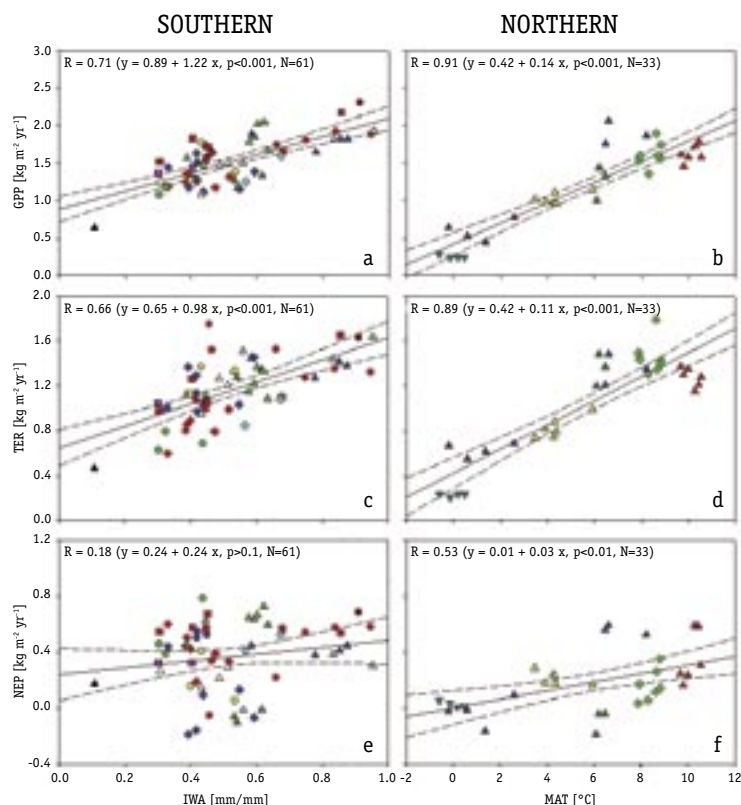 SOUTHERN
NORTHERN
GPP [kg m⁻² yr⁻¹]
3.0
2.5
2.0
1.5
1.0
0.5
0.0
R = 0.71 (y = 0.89 + 1.22 x, p<0.001, N=61)
a
R = 0.91 (y = 0.42 + 0.14 x, p<0.001, N=33)
b
TER [kg m⁻² yr⁻¹]
2.0
1.6
1.2
0.8
0.4
0.0
R = 0.66 (y = 0.65 + 0.98 x, p<0.001, N=61)
c
R = 0.89 (y = 0.42 + 0.11 x, p<0.001, N=33)
d
NEP [kg m⁻² yr⁻¹]
1.2
0.8
0.4
0.0
-0.4
R = 0.18 (y = 0.24 + 0.24 x, p>0.1, N=61)
e
R = 0.53 (y = 0.01 + 0.03 x, p<0.01, N=33)
f
0.0 0.2 0.4 0.6 0.8 1.0
-2 0 2 4 6 8 10 12
IWA [mm/mm]
MAT [°C]